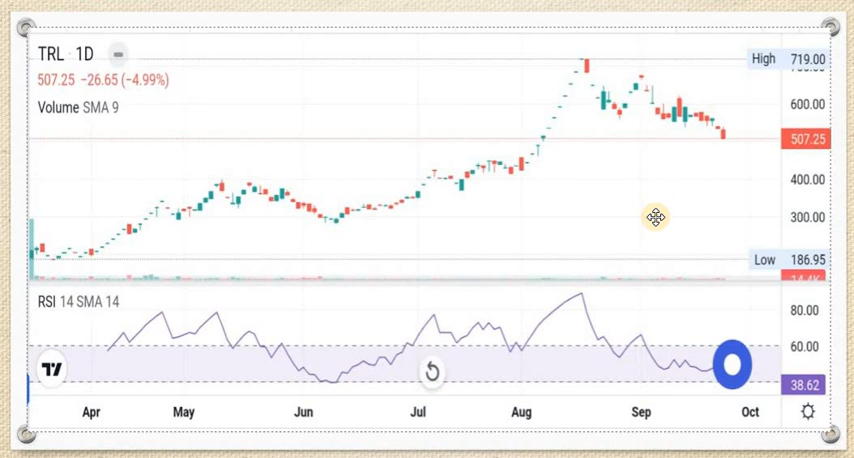 TRL · 1D
507.25 −26.65 (−4.99%)
Volume SMA 9
High 719.00
600.00
507.25
400.00
300.00
Low 186.95
RSI 14 SMA 14
80.00
60.00
38.62
Apr May Jun Jul Aug Sep Oct